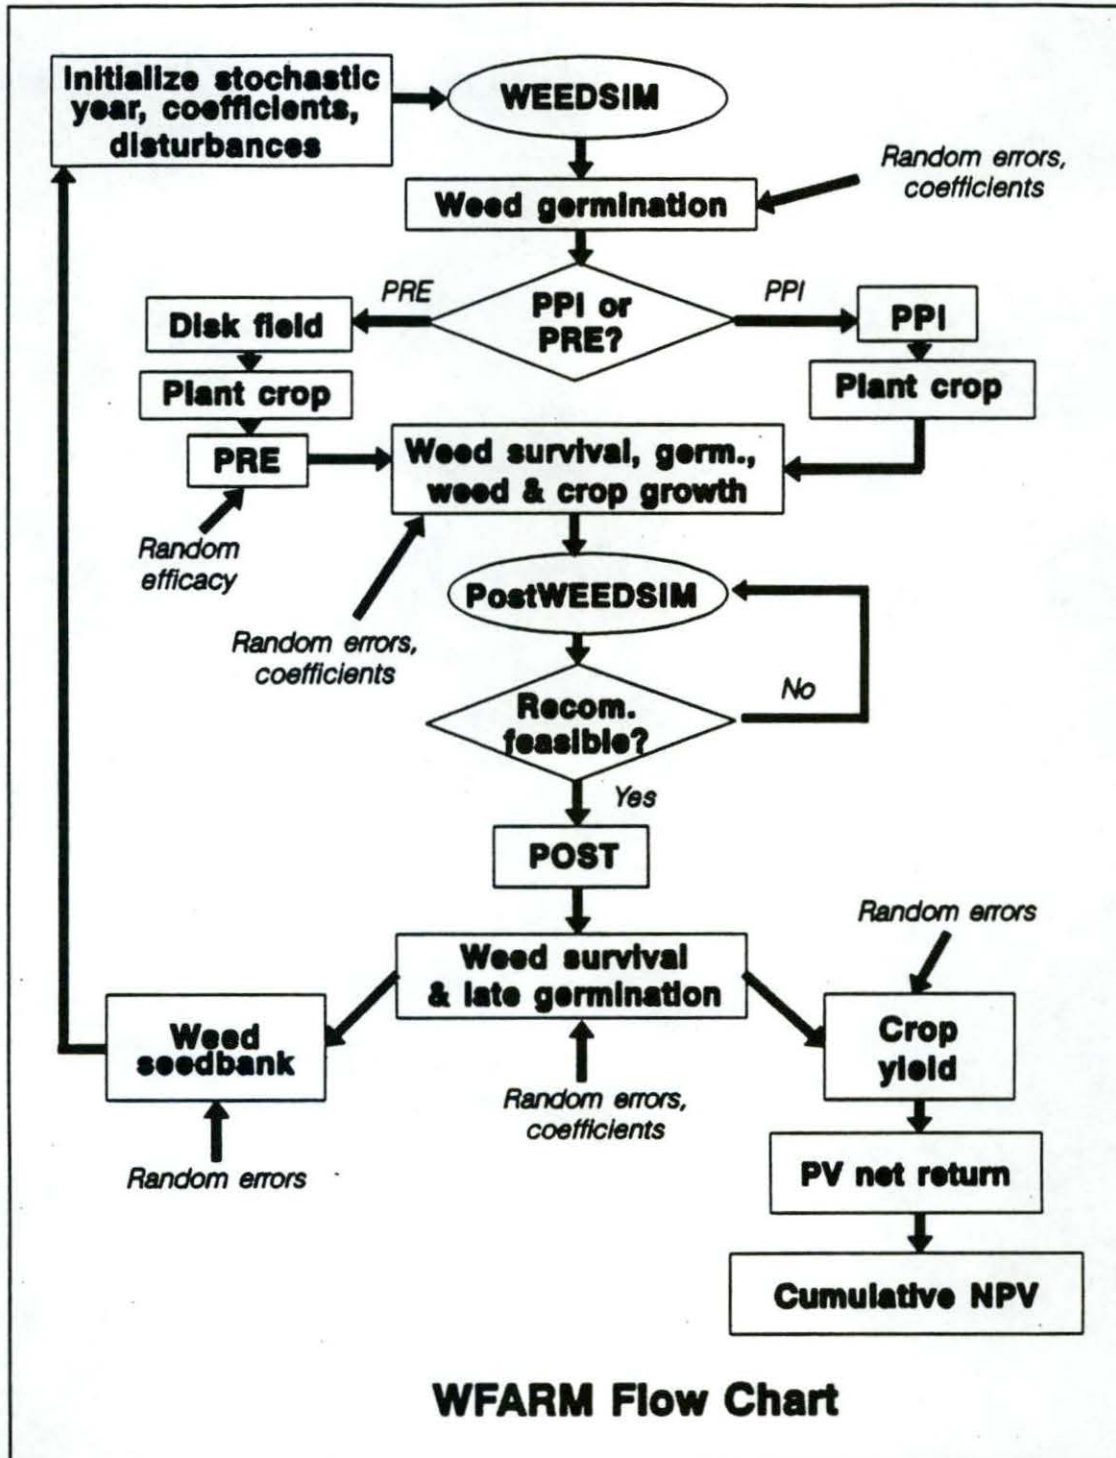 Initialize stochastic
year, coefficients,
disturbances
WEEDSIM
Random errors,
coefficients
Weed germination
PRE
PPI or
PRE?
PPI
Disk field
PPI
Plant crop
Plant crop
PRE
Weed survival, germ.,
weed & crop growth
Random
efficacy
Random errors,
coefficients
PostWEEDSIM
Recom.
feasible?
No
Yes
POST
Random errors
Weed survival
& late germination
Weed
seedbank
Crop
yield
Random errors,
coefficients
Random errors
PV net return
Cumulative NPV
WFARM Flow Chart